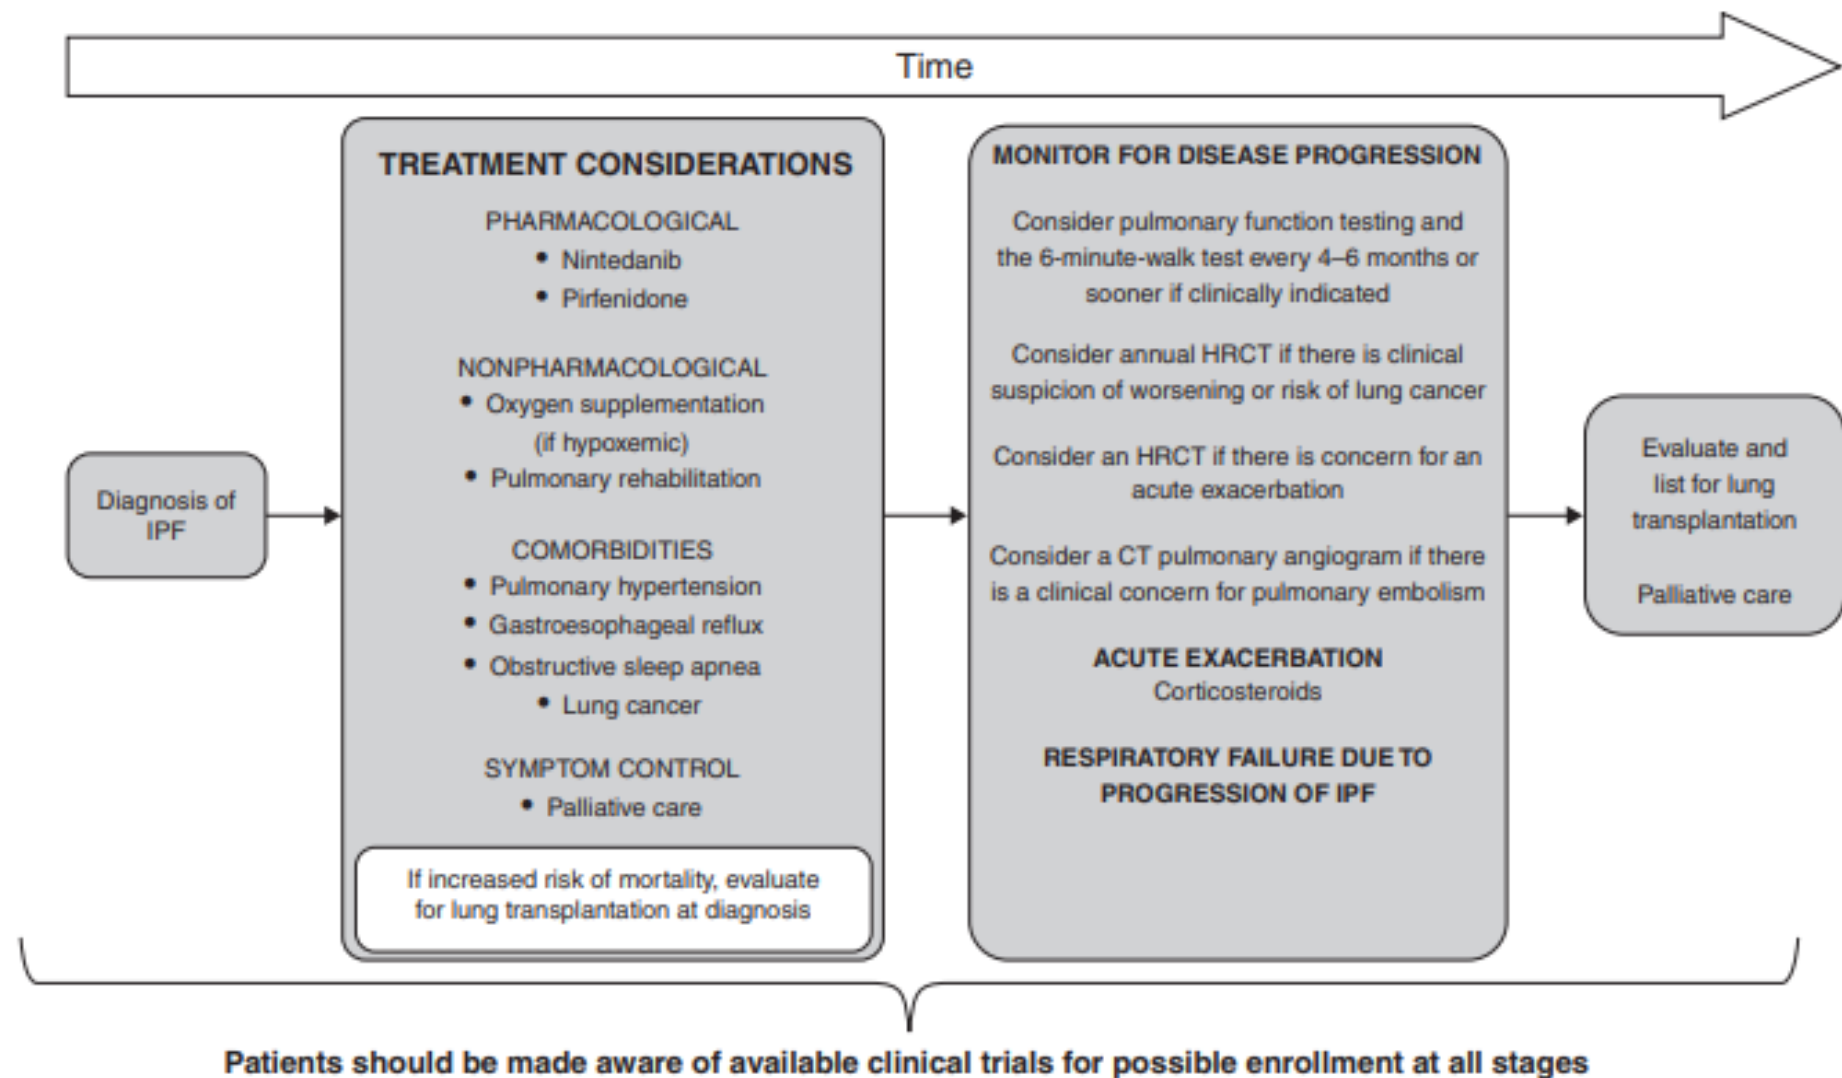 Time
Diagnosis of
IPF
TREATMENT CONSIDERATIONS
PHARMACOLOGICAL
• Nintedanib
• Pirfenidone
NONPHARMACOLOGICAL
• Oxygen supplementation
(if hypoxemic)
• Pulmonary rehabilitation
COMORBIDITIES
• Pulmonary hypertension
• Gastroesophageal reflux
• Obstructive sleep apnea
• Lung cancer
SYMPTOM CONTROL
• Palliative care
If increased risk of mortality, evaluate
for lung transplantation at diagnosis
MONITOR FOR DISEASE PROGRESSION
Consider pulmonary function testing and
the 6-minute-walk test every 4–6 months or
sooner if clinically indicated
Consider annual HRCT if there is clinical
suspicion of worsening or risk of lung cancer
Consider an HRCT if there is concern for an
acute exacerbation
Consider a CT pulmonary angiogram if there
is a clinical concern for pulmonary embolism
ACUTE EXACERBATION
Corticosteroids
RESPIRATORY FAILURE DUE TO
PROGRESSION OF IPF
Evaluate and
list for lung
transplantation
Palliative care
Patients should be made aware of available clinical trials for possible enrollment at all stages